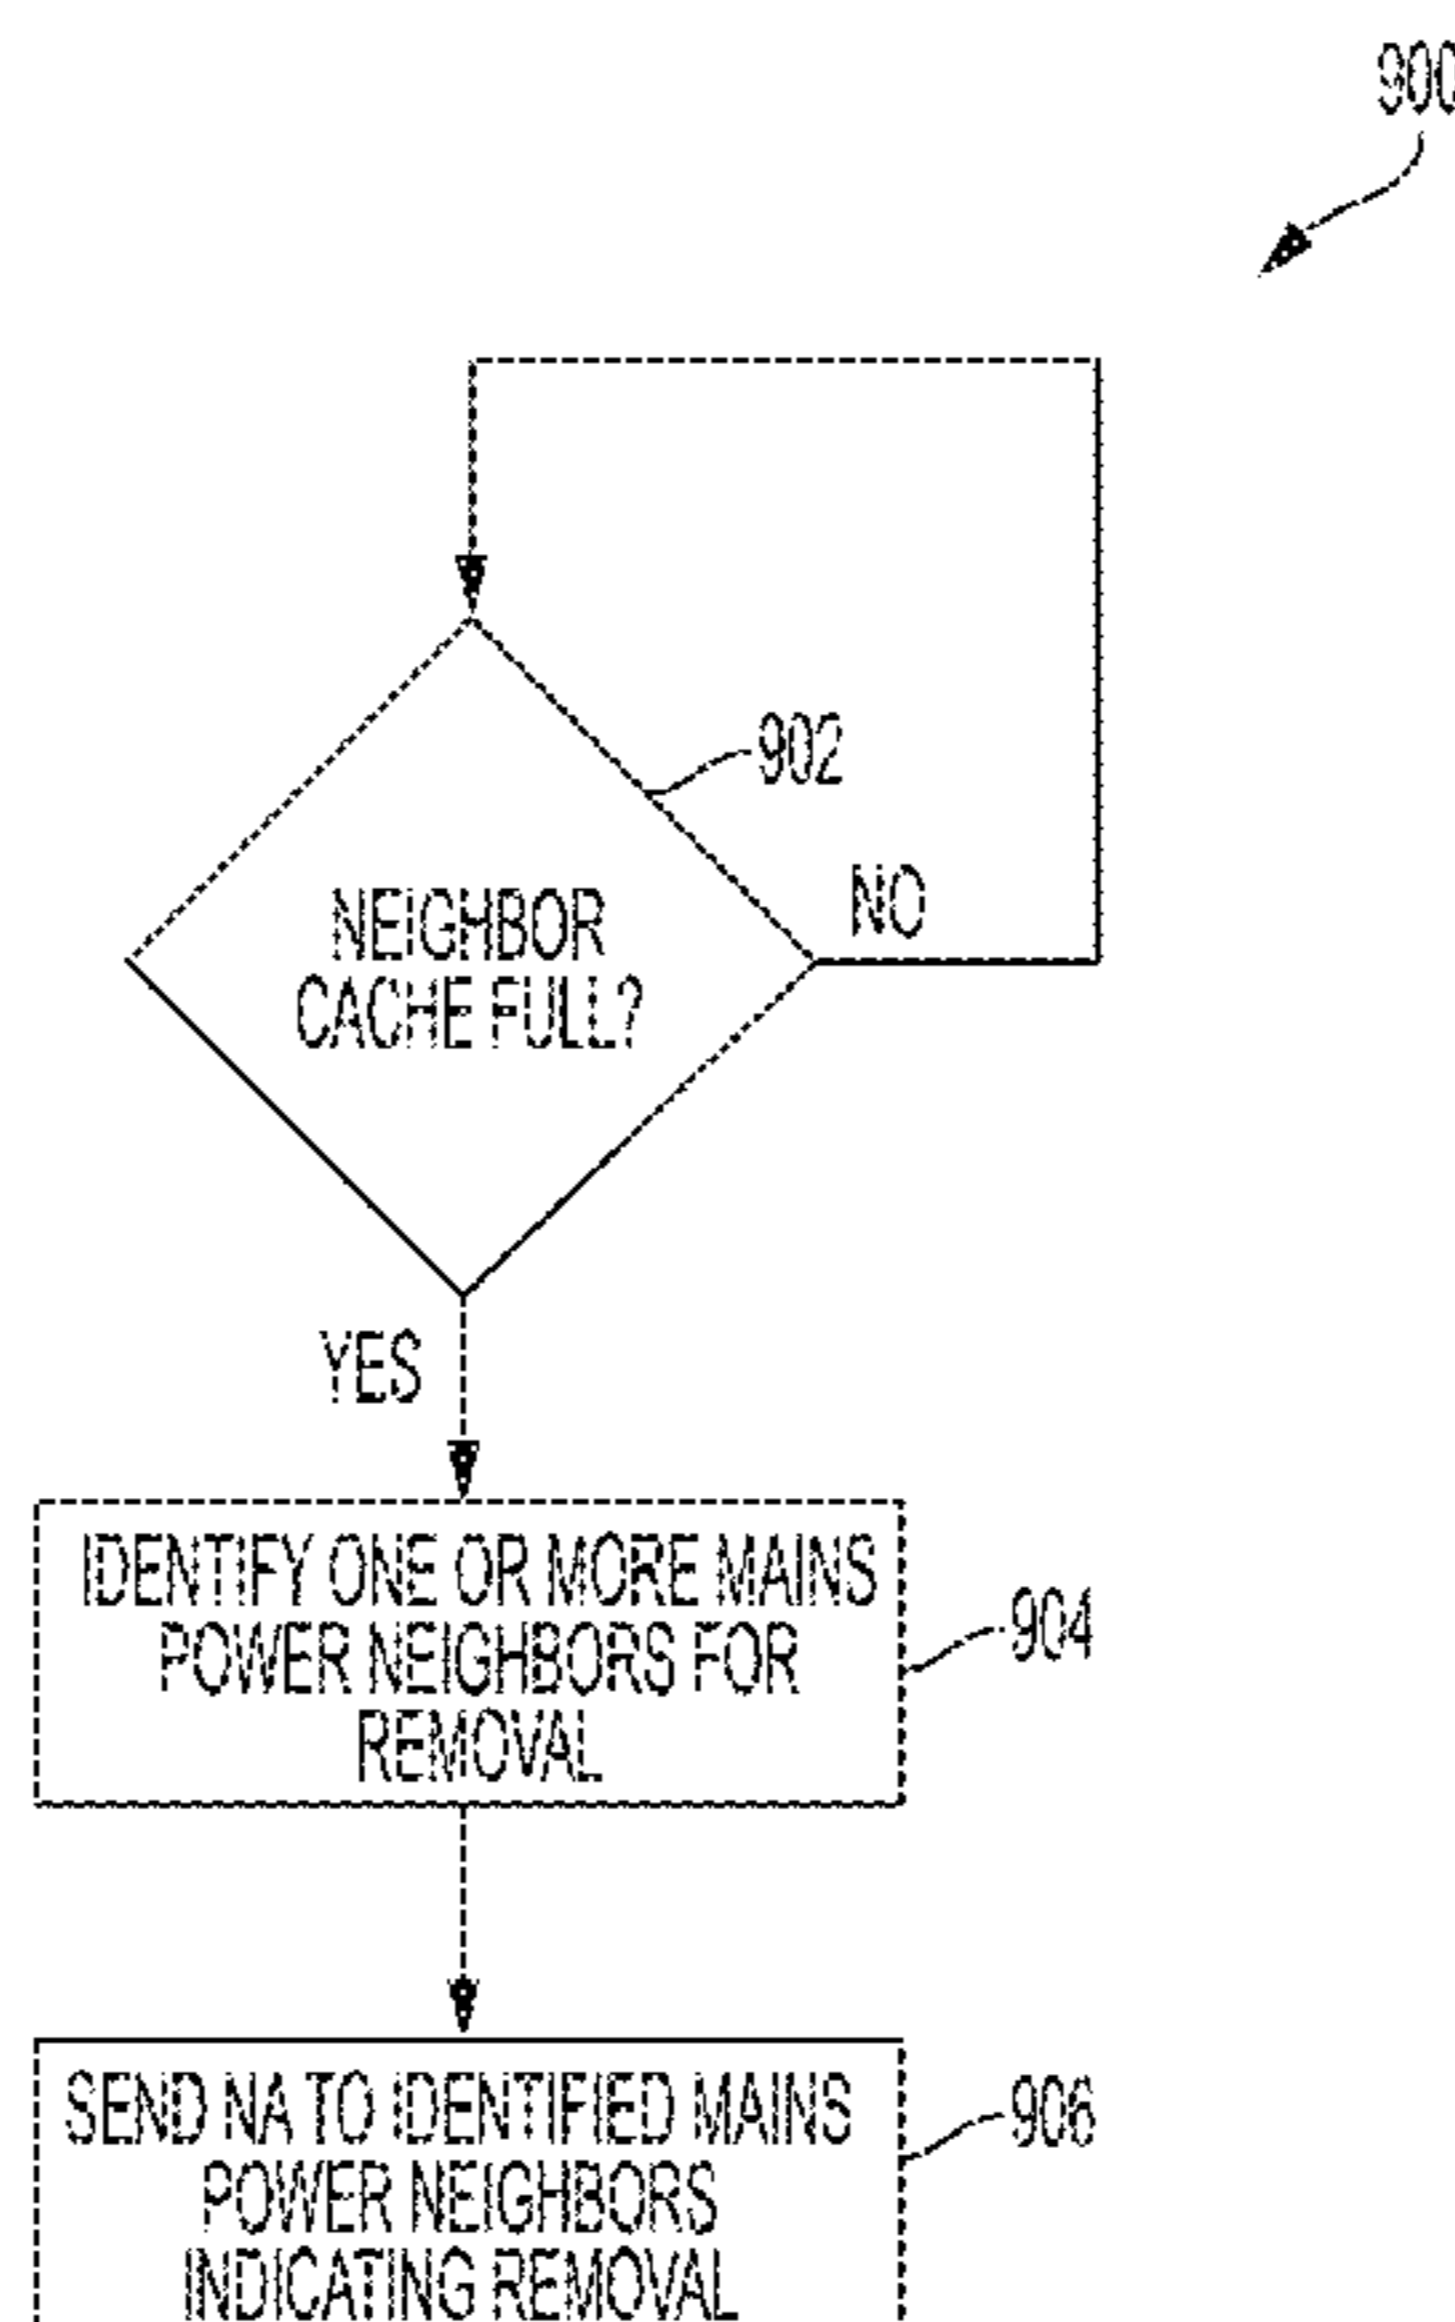 900
902
NO
NEIGHBOR
CACHE FULL?
YES
IDENTIFY ONE OR MORE MAINS
POWER NEIGHBORS FOR
REMOVAL
904
SEND NA TO IDENTIFIED MAINS
POWER NEIGHBORS
INDICATING REMOVAL
906